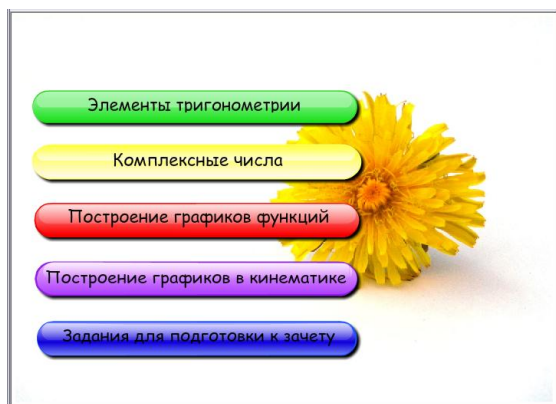 Элементы тригонометрии
Комплексные числа
Построение графиков функций
Построение графиков в кинематике
Задания для подготовки к зачету